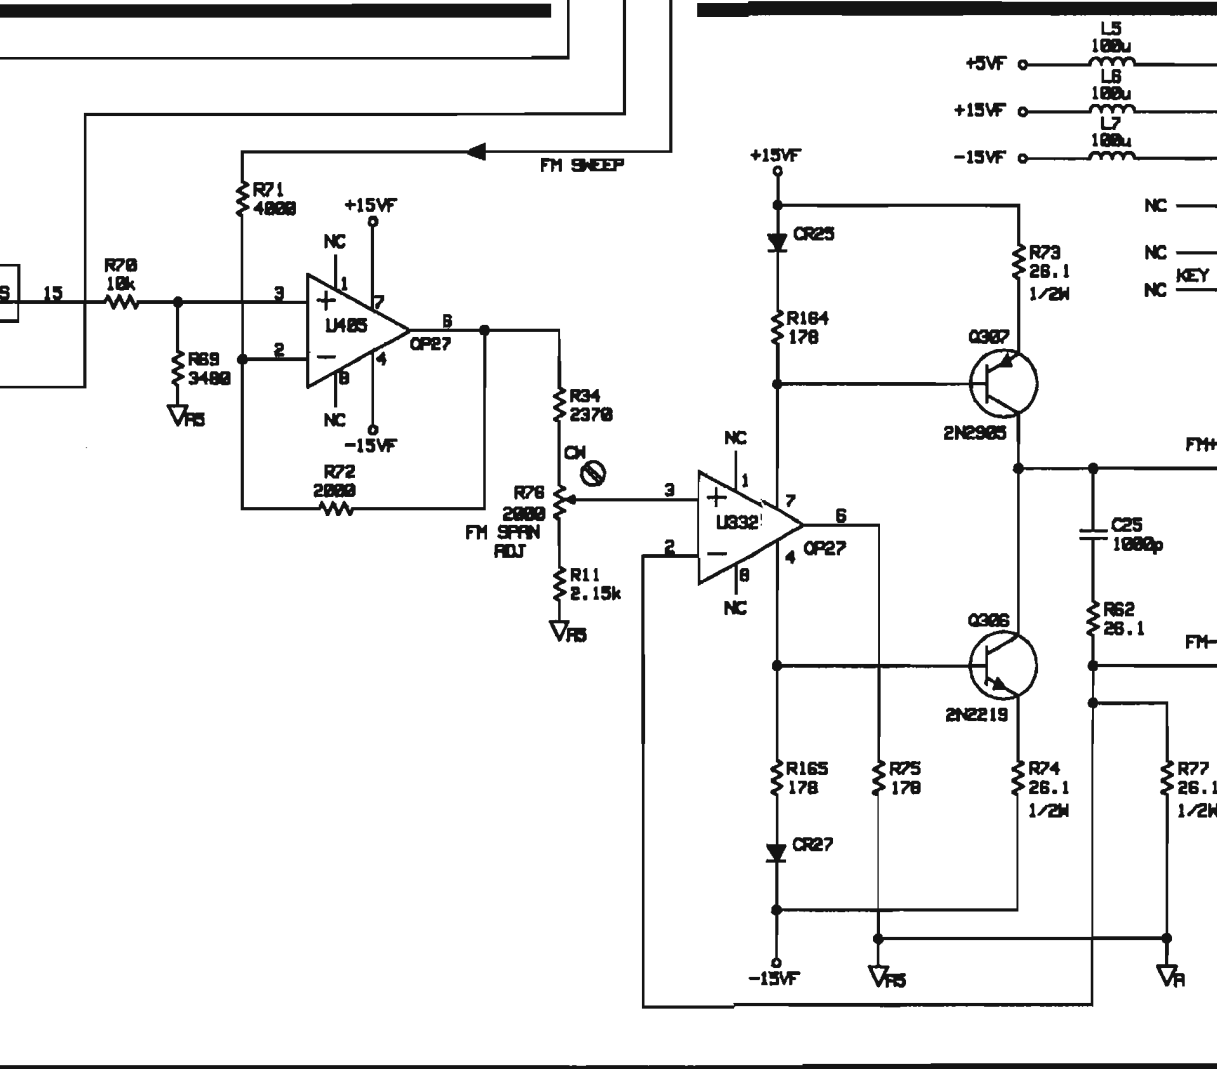 L5
100u
+5VF
L6
100u
+15VF
L7
100u
-15VF
FM SWEEP
+15VF
R71
4000
+15VF
NC
CR25
NC
R73
26.1
1/2W
NC
KEY
NC
R70
10k
S
15
3
1
7
U405
6
OP27
2
4
8
R69
3480
A5
NC
-15VF
R164
178
Q307
2N2905
R34
2370
CW
R72
2000
R76
2000
FM SPAN
ADJ
NC
1
3
7
U332
6
OP27
2
4
8
NC
FM+
C25
1000p
R11
2.15k
A5
R62
26.1
Q306
FM-
2N2219
R165
178
R75
178
R74
26.1
1/2W
R77
26.1
1/2W
CR27
-15VF
A5
A